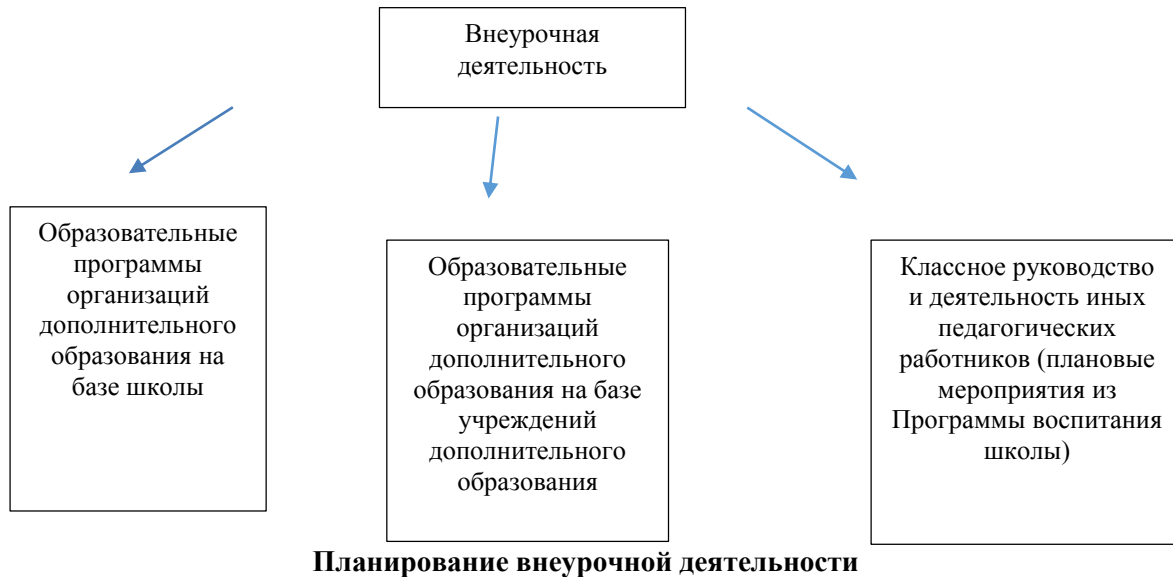 Внеурочная
деятельность
Образовательные
программы
организаций
дополнительного
образования на
базе школы
Образовательные
программы
организаций
дополнительного
образования на базе
учреждений
дополнительного
образования
Классное руководство
и деятельность иных
педагогических
работников (плановые
мероприятия из
Программы воспитания
школы)
Планирование внеурочной деятельности